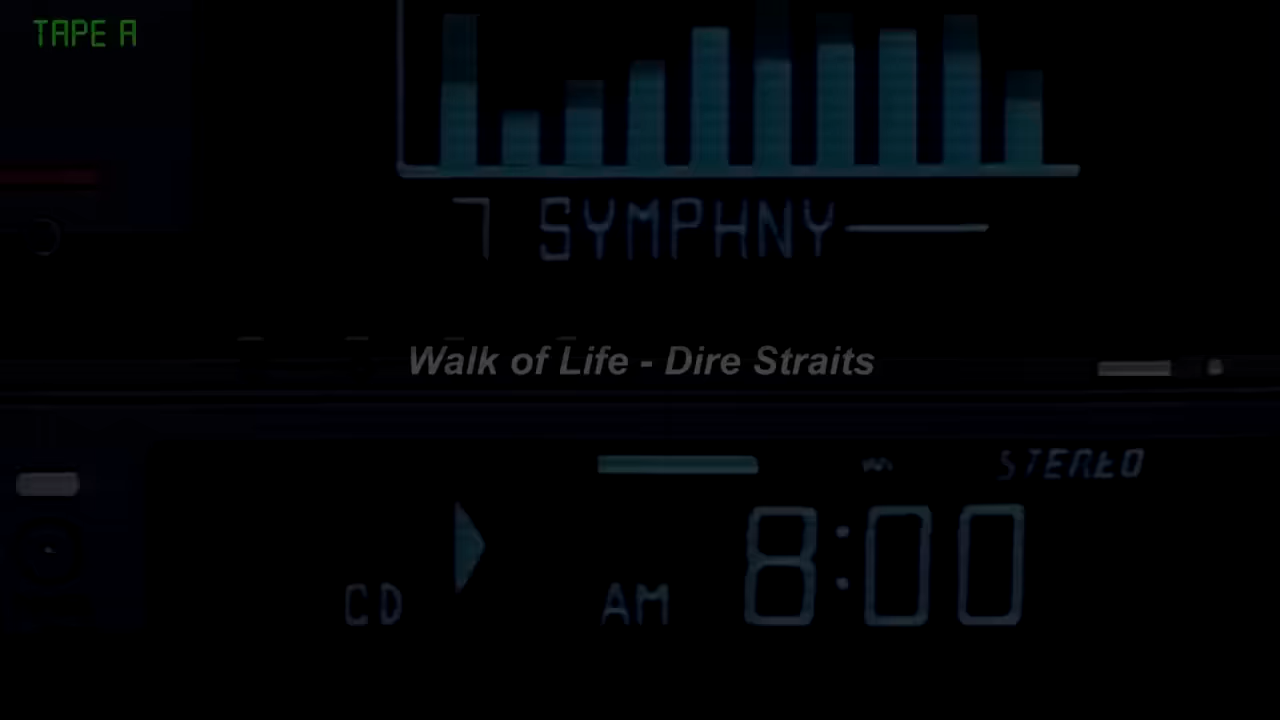 TAPE A
7 SYMPHNY
Walk of Life - Dire Straits
STEREO
CD AM 8:00